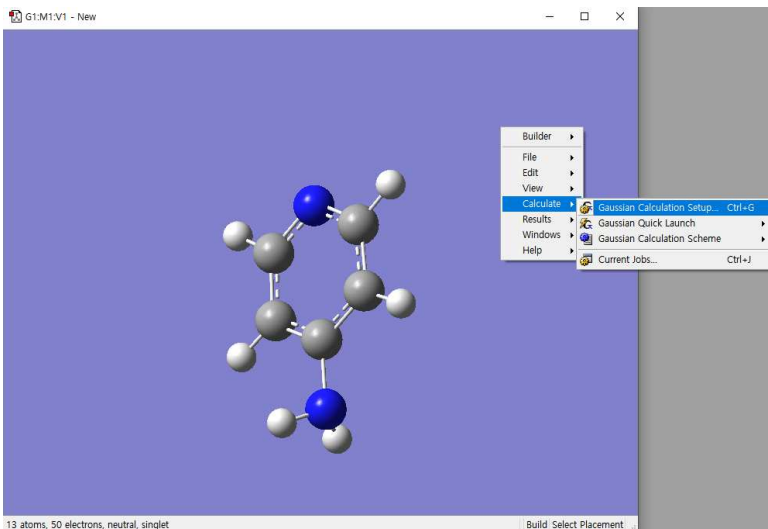 G1:M1:V1 - New
Builder
File
Edit
View
Calculate
Results
Windows
Help
Gaussian Calculation Setup... Ctrl+G
Gaussian Quick Launch
Gaussian Calculation Scheme
Current Jobs... Ctrl+J
13 atoms, 50 electrons, neutral, singlet Build Select Placement